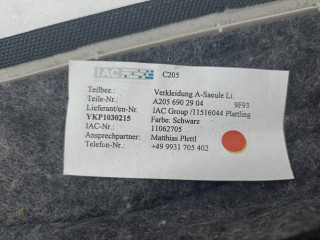 IAC C205
Teilbez.: Verkleidung A-Saeule Li.
Teile-Nr.: A205 690 29 04 9F93
Lieferant/en-Nr. IAC Group /11516044 Plattling
YKP1030215 Farbe: Schwarz
IAC-Nr.: 11062705
Ansprechpartner: Matthias Plettl
Telefon-Nr.: +49 9931 705 402